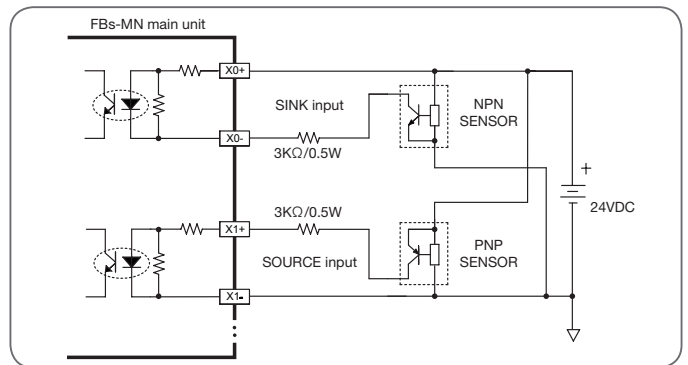 FBs-MN main unit
X0+
SINK input
NPN
SENSOR
X0-
3KΩ/0.5W
+
24VDC
3KΩ/0.5W
X1+
SOURCE input
PNP
SENSOR
X1-